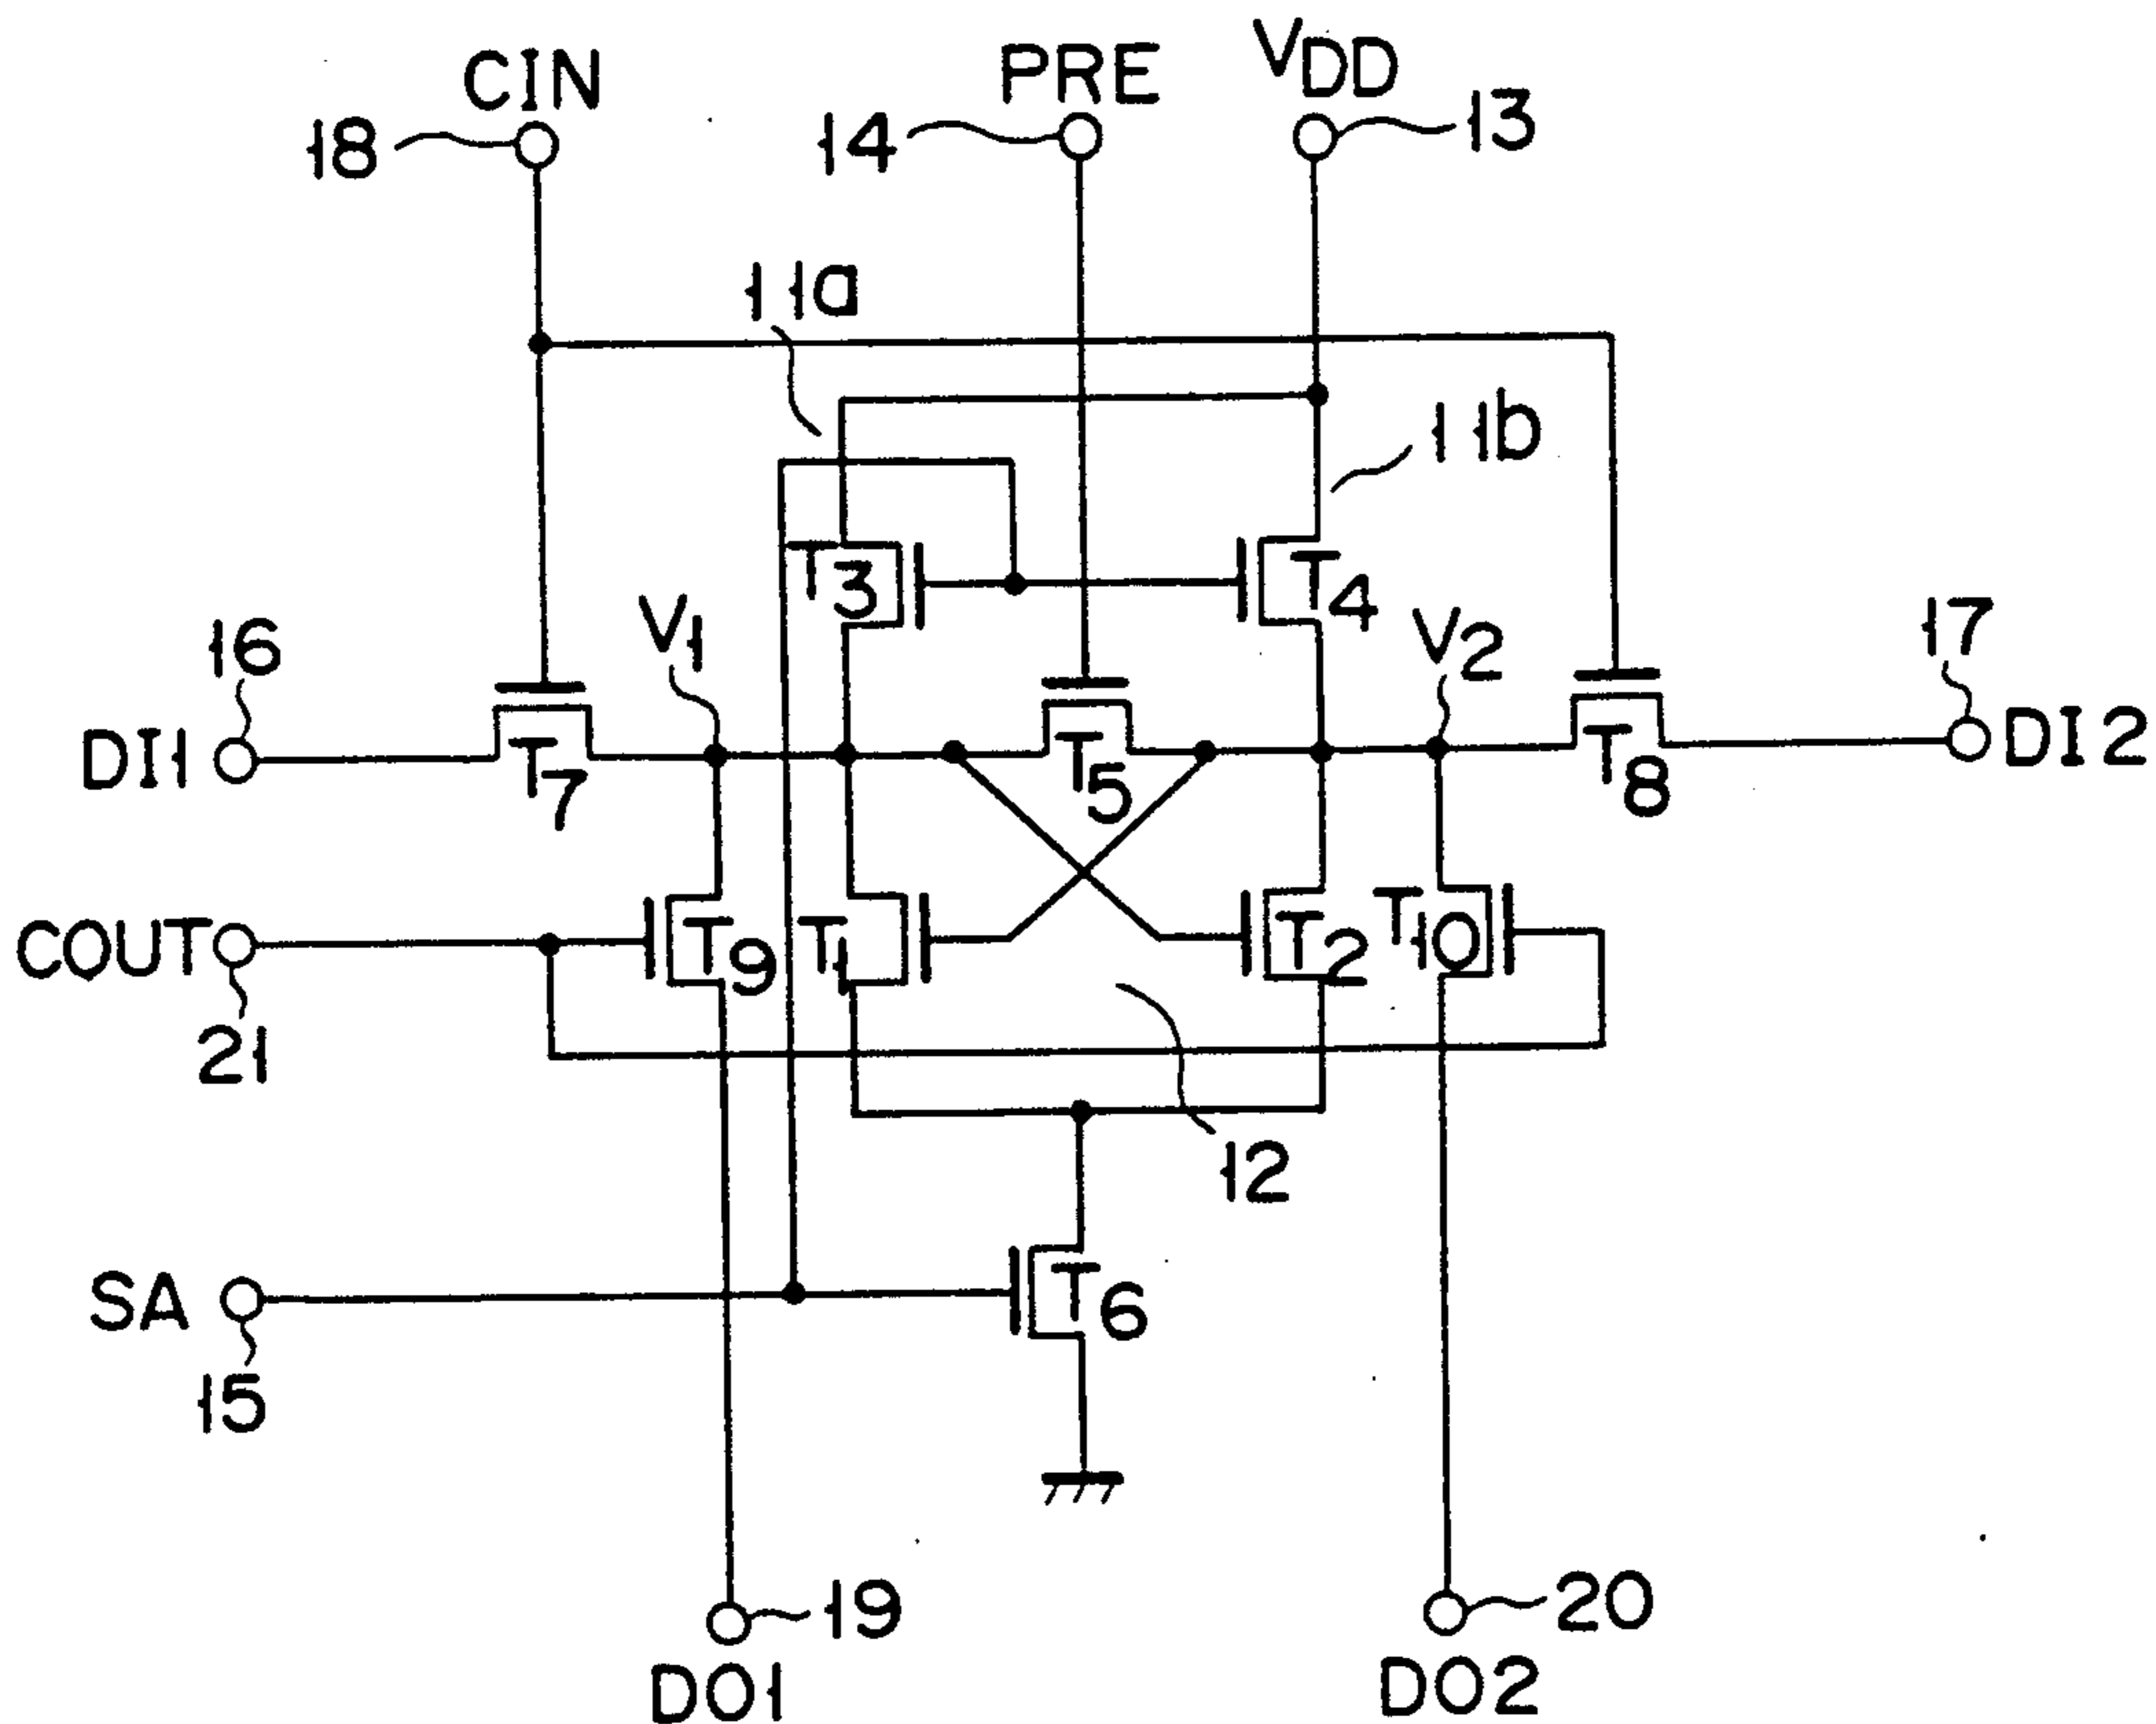 CIN
PRE
VDD
18
14
13
11a
11b
T3
T4
16
V1
V2
17
DI1
T7
T5
T8
DI2
COUT
T9
T1
T2
T10
21
12
SA
T6
15
19
20
DO1
DO2